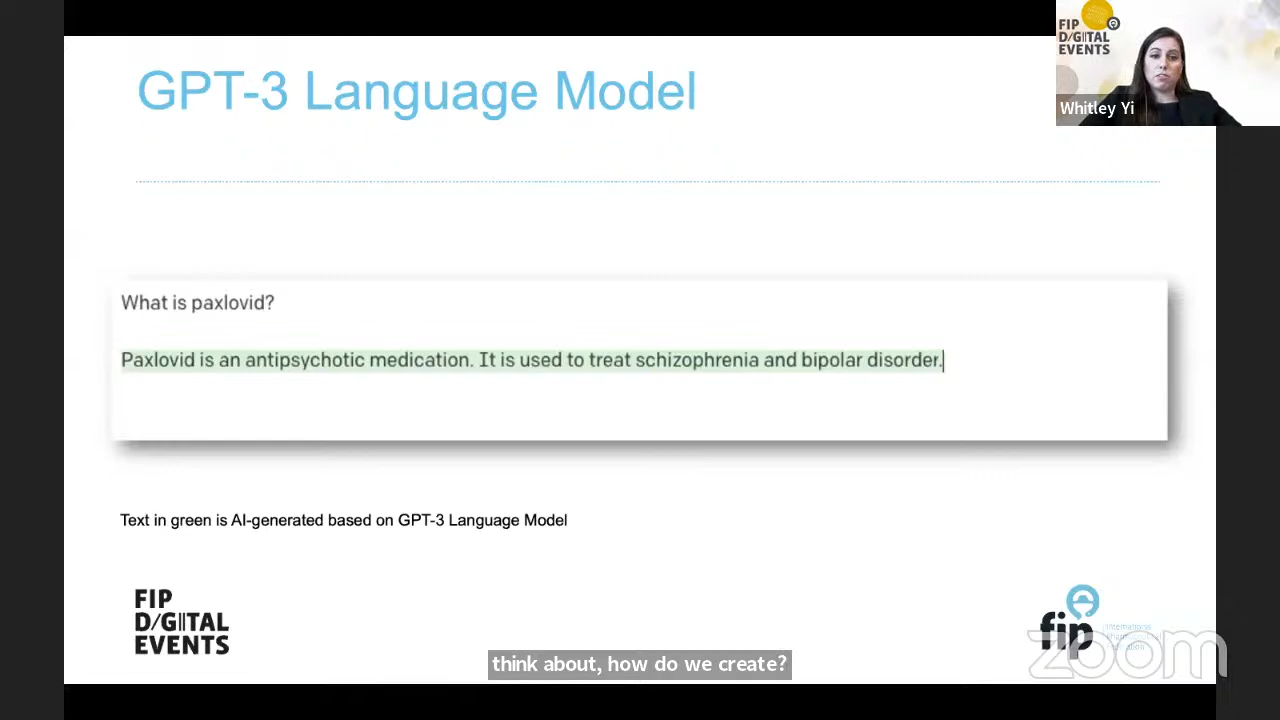 GPT-3 Language Model
FIP
D/GITAL
EVENTS
Whitley Yi
What is paxlovid?
Paxlovid is an antipsychotic medication. It is used to treat schizophrenia and bipolar disorder.
Text in green is AI-generated based on GPT-3 Language Model
FIP
D/GITAL
EVENTS
fip
zoom
think about, how do we create?